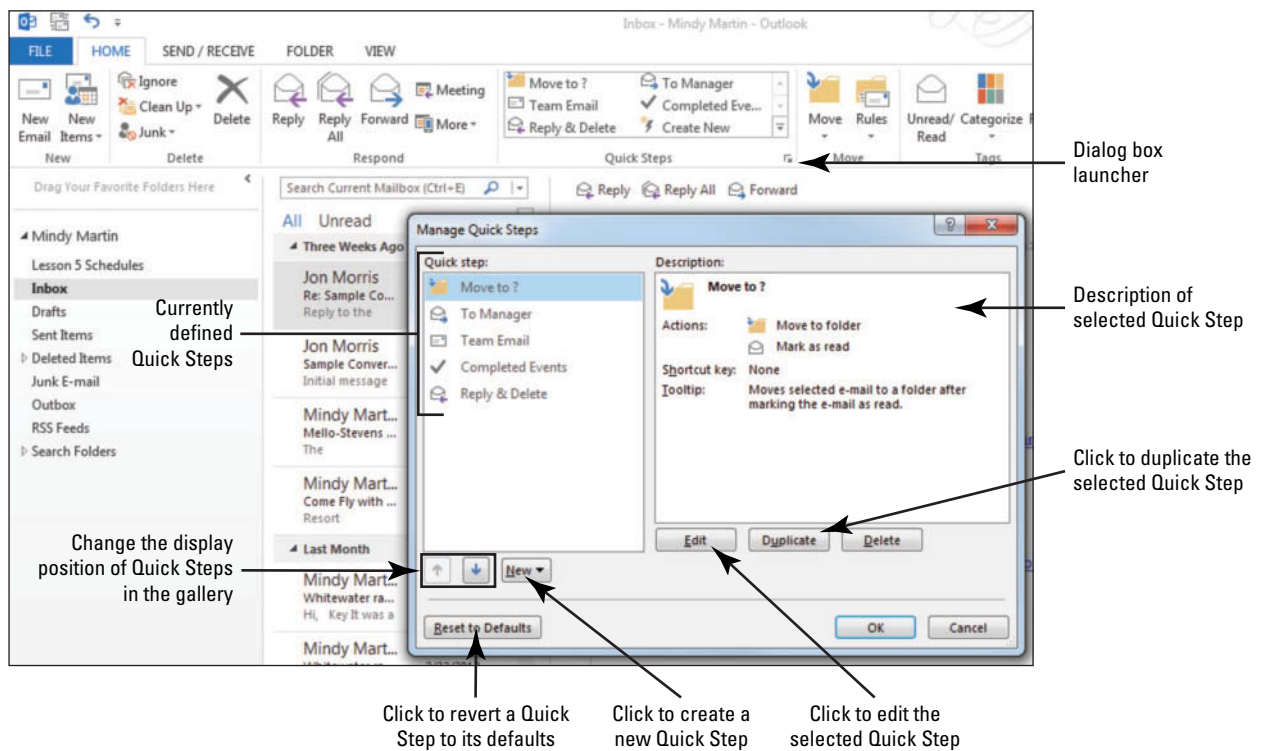 Inbox - Mindy Martin - Outlook
FILE HOME SEND / RECEIVE FOLDER VIEW
New Email
New Items
Ignore
Clean Up
Junk
Delete
Reply
Reply All
Forward
Meeting
More
Move to ?
Team Email
Reply & Delete
To Manager
Completed Eve...
Create New
Move
Rules
Unread/ Read
Categorize
New Delete Respond Quick Steps Move Tags
Dialog box
launcher
Drag Your Favorite Folders Here
Search Current Mailbox (Ctrl+E)
Reply Reply All Forward
All Unread
Mindy Martin
Lesson 5 Schedules
Inbox
Drafts
Sent Items
Deleted Items
Junk E-mail
Outbox
RSS Feeds
Search Folders
Currently
defined
Quick Steps
Three Weeks Ago
Jon Morris
Re: Sample Co...
Reply to the
Jon Morris
Sample Conver...
Initial message
Mindy Mart...
Mello-Stevens ...
The
Mindy Mart...
Come Fly with ...
Resort
Last Month
Mindy Mart...
Whitewater ra...
Hi, Key It was a
Mindy Mart...
Manage Quick Steps
Quick step:
Move to ?
To Manager
Team Email
Completed Events
Reply & Delete
Description:
Move to ?
Actions: Move to folder
Mark as read
Shortcut key: None
Tooltip: Moves selected e-mail to a folder after
marking the e-mail as read.
Edit Duplicate Delete
New
Reset to Defaults
OK Cancel
Description of
selected Quick Step
Click to duplicate the
selected Quick Step
Change the display
position of Quick Steps
in the gallery
Click to revert a Quick
Step to its defaults
Click to create a
new Quick Step
Click to edit the
selected Quick Step